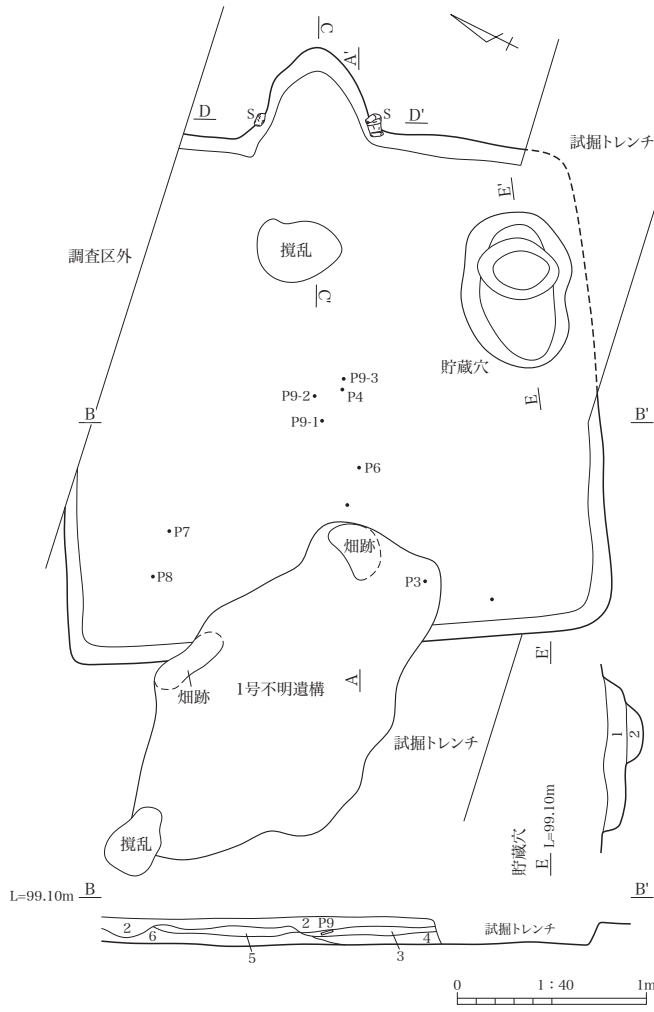 C
A'
D
S
S
D'
試掘トレンチ
E'
調査区外
撹乱
C'
貯蔵穴
P9-3
P9-2
P4
E
P9-1
B
B'
P6
P7
畑跡
P8
P3
E'
A
1号不明遺構
畑跡
1
2
試掘トレンチ
貯蔵穴
E
L=99.10m
撹乱
L=99.10m
B
B'
2
2
P9
試掘トレンチ
6
4
5
3
0
1:40
1m